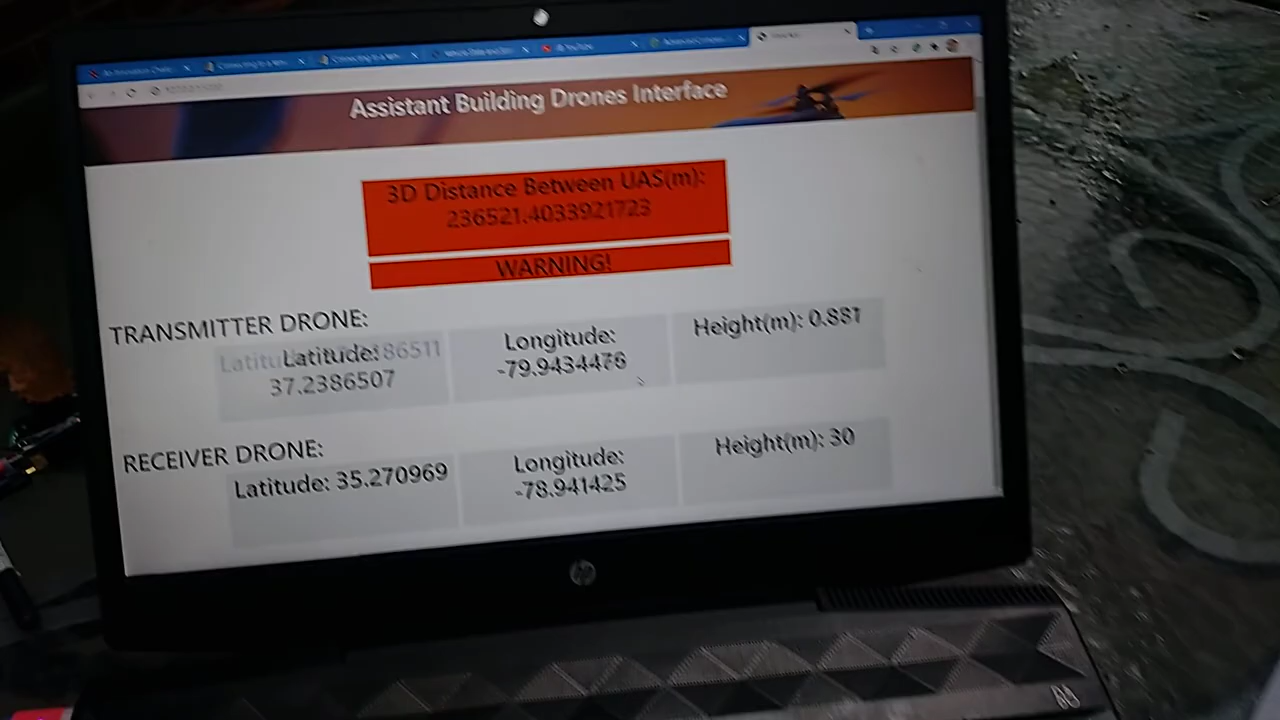 Assistant Building Drones Interface
3D Distance Between UAS(m):
236521.4033921723
WARNING!
TRANSMITTER DRONE:
Latitude:
37.2386507
Longitude:
-79.9434476
Height(m): 0.881
RECEIVER DRONE:
Latitude: 35.270969
Longitude:
-78.941425
Height(m): 30
hp